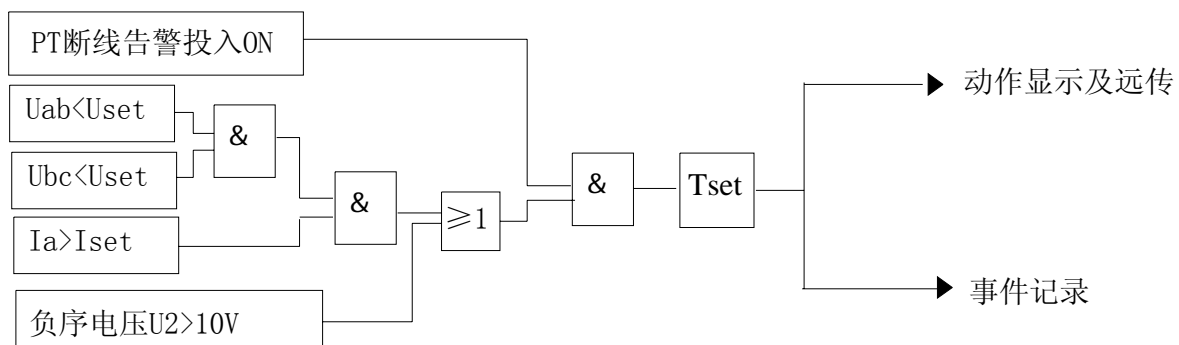 PT断线告警投入ON
Uab<Uset
&
Ubc<Uset
&
Ia>Iset
≥1
负序电压U2>10V
&
Tset
动作显示及远传
事件记录